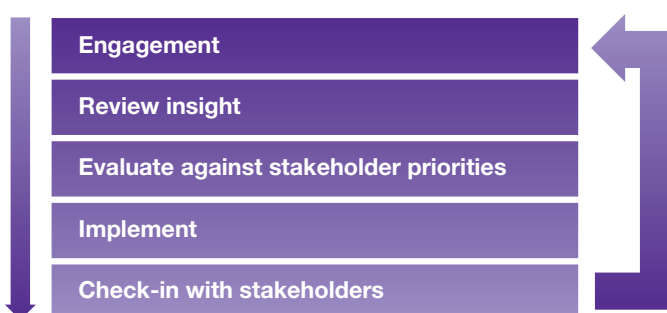 Engagement
Review insight
Evaluate against stakeholder priorities
Implement
Check-in with stakeholders